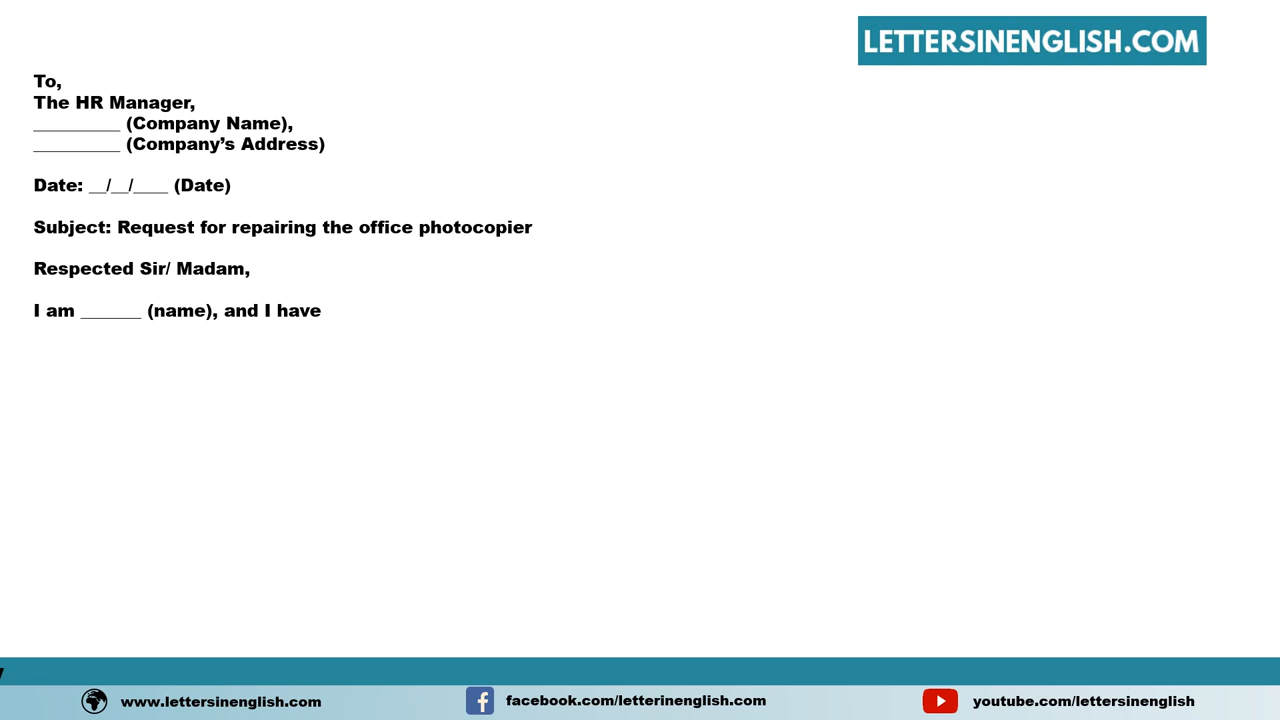 LETTERSINENGLISH.COM
To,
The HR Manager,
__________ (Company Name),
__________ (Company’s Address)
Date: __/__/____ (Date)
Subject: Request for repairing the office photocopier
Respected Sir/ Madam,
I am _______ (name), and I have
www.lettersinenglish.com
facebook.com/letterinenglish.com
youtube.com/lettersinenglish